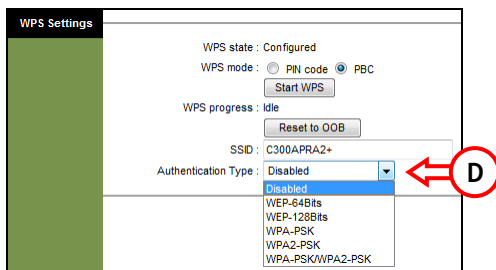 WPS Settings
WPS state : Configured
WPS mode : PIN code PBC
Start WPS
WPS progress : Idle
Reset to OOB
SSID : C300APRA2+
Authentication Type : Disabled
D
Disabled
WEP-64Bits
WEP-128Bits
WPA-PSK
WPA2-PSK
WPA-PSK/WPA2-PSK